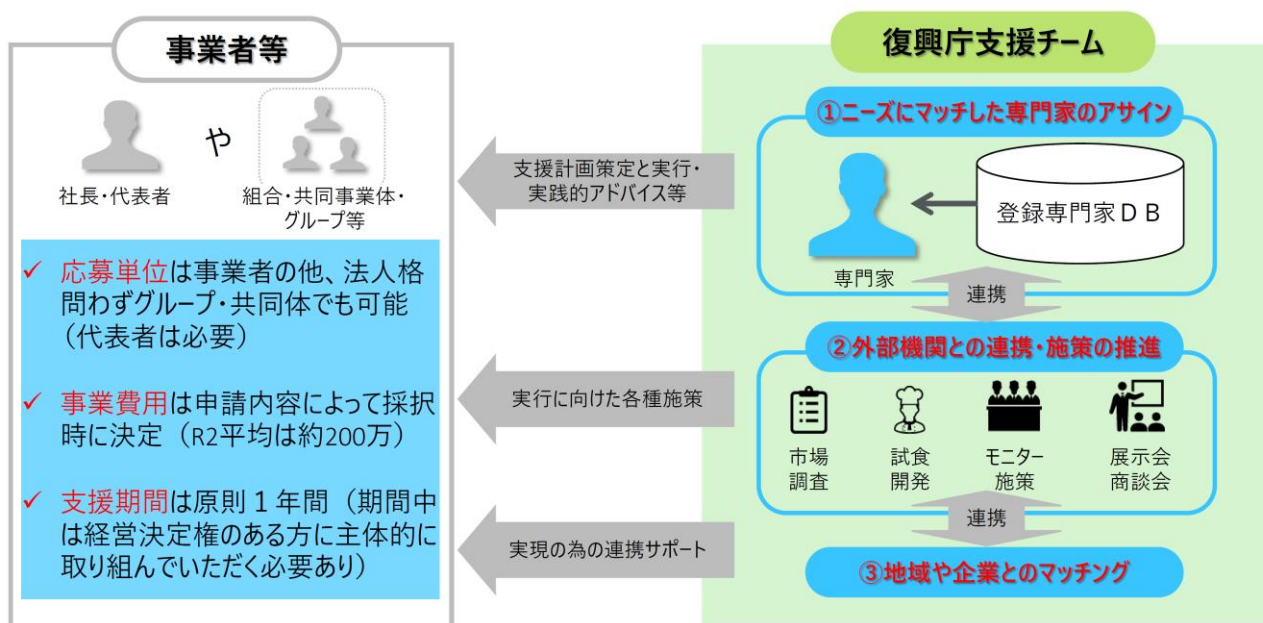 事業者等
社長・代表者
や
組合・共同事業体・
グループ等
✓ 応募単位は事業者の他、法人格
問わずグループ・共同体でも可能
（代表者は必要）
✓ 事業費用は申請内容によって採択
時に決定（R2平均は約200万）
✓ 支援期間は原則１年間（期間中
は経営決定権のある方に主体的に
取り組んでいただく必要あり）
支援計画策定と実行・
実践的アドバイス等
実行に向けた各種施策
実現の為の連携サポート
復興庁支援チーム
①ニーズにマッチした専門家のアサイン
専門家
登録専門家ＤＢ
連携
②外部機関との連携・施策の推進
市場
調査
試食
開発
モニター
施策
展示会
商談会
連携
③地域や企業とのマッチング